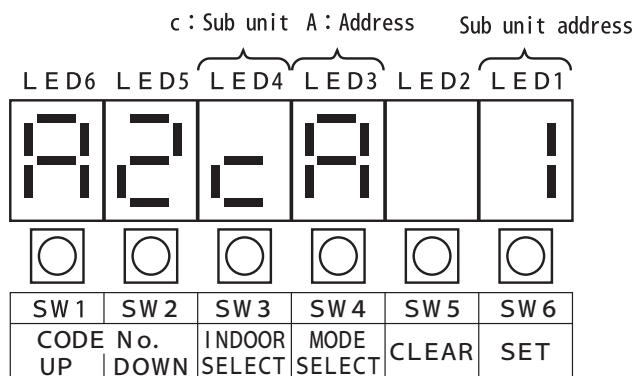 c：Sub unit A：Address Sub unit address
LED6 LED5 LED4 LED3 LED2 LED1
A2cA 1
SW1 SW2 SW3 SW4 SW5 SW6
CODE No. INDOOR MODE CLEAR SET
UP DOWN SELECT SELECT